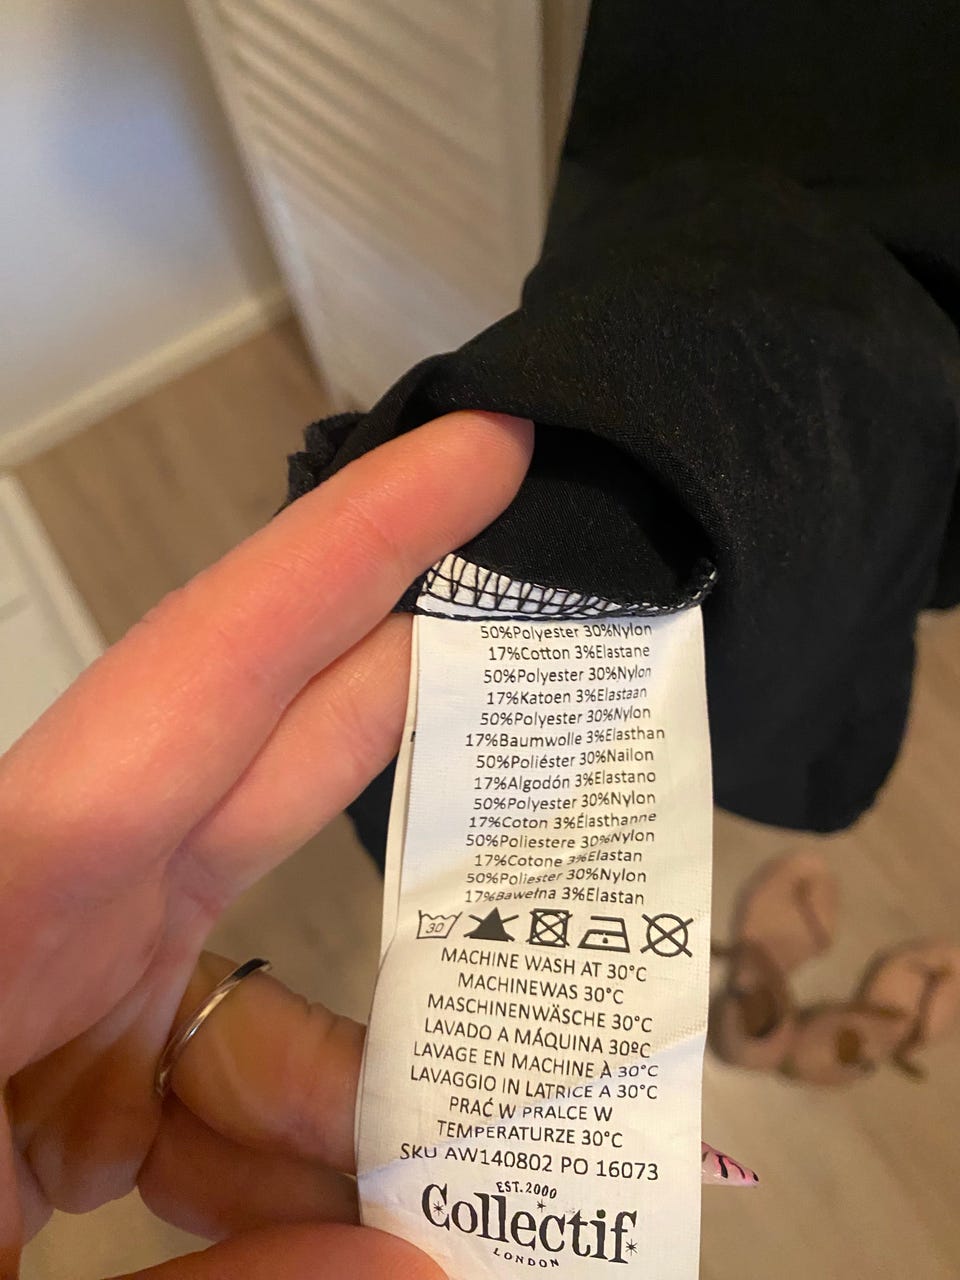 50%Polyester 30%Nylon
17%Cotton 3%Elastane
50%Polyester 30%Nylon
17%Katoen 3%Elastaan
50%Polyester 30%Nylon
17%Baumwolle 3%Elasthan
50%Poliéster 30%Nailon
17%Algodón 3%Elastano
50%Polyester 30%Nylon
17%Coton 3%Élasthanne
50%Poliestere 30%Nylon
17%Cotone 3%Elastan
50%Poliester 30%Nylon
17%Bawełna 3%Elastan
30
MACHINE WASH AT 30°C
MACHINEWAS 30°C
MASCHINENWÄSCHE 30°C
LAVADO A MÁQUINA 30ºC
LAVAGE EN MACHINE À 30°C
LAVAGGIO IN LATRICE A 30°C
PRAĆ W PRALCE W
TEMPERATURZE 30°C
SKU AW140802 PO 16073
EST.2000
Collectif
LONDON